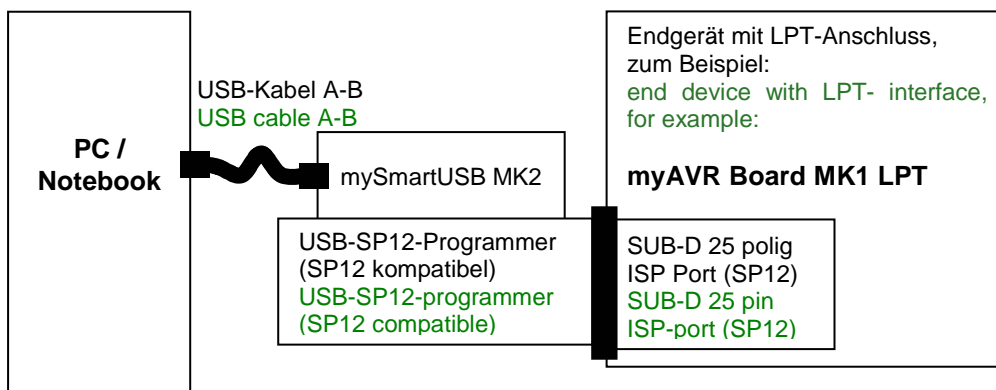 PC /
Notebook
USB-Kabel A-B
USB cable A-B
mySmartUSB MK2
USB-SP12-Programmer
(SP12 kompatibel)
USB-SP12-programmer
(SP12 compatible)
Endgerät mit LPT-Anschluss,
zum Beispiel:
end device with LPT- interface,
for example:
myAVR Board MK1 LPT
SUB-D 25 polig
ISP Port (SP12)
SUB-D 25 pin
ISP-port (SP12)